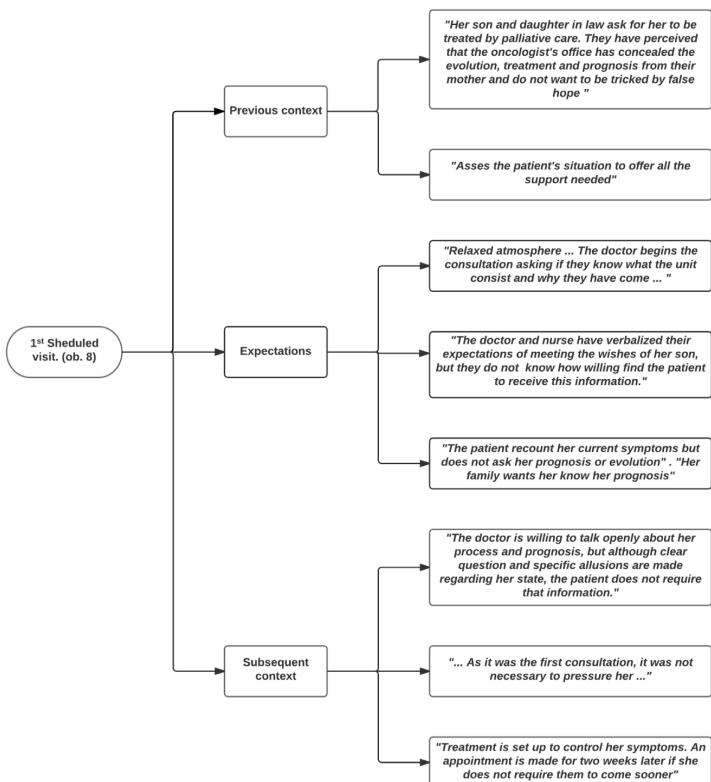 "Her son and daughter in law ask for her to be
treated by palliative care. They have perceived
that the oncologist's office has concealed the
evolution, treatment and prognosis from their
mother and do not want to be tricked by false
hope "
Previous context
"Asses the patient's situation to offer all the
support needed"
"Relaxed atmosphere ... The doctor begins the
consultation asking if they know what the unit
consist and why they have come ... "
1st Sheduled
visit. (ob. 8)
Expectations
"The doctor and nurse have verbalized their
expectations of meeting the wishes of her son,
but they do not know how willing find the patient
to receive this information."
"The patient recount her current symptoms but
does not ask her prognosis or evolution" . "Her
family wants her know her prognosis"
"The doctor is willing to talk openly about her
process and prognosis, but although clear
question and specific allusions are made
regarding her state, the patient does not require
that information."
Subsequent
context
"... As it was the first consultation, it was not
necessary to pressure her ..."
"Treatment is set up to control her symptoms. An
appointment is made for two weeks later if she
does not require them to come sooner"